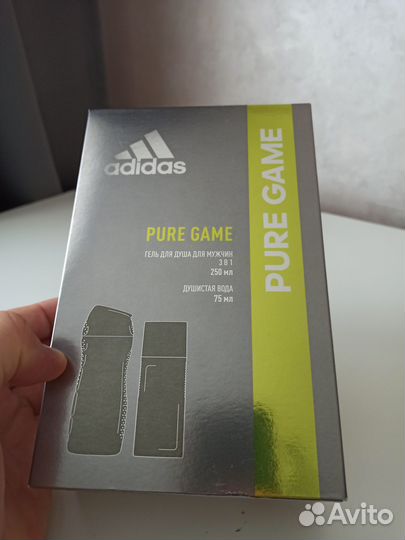 adidas
PURE GAME
ГЕЛЬ ДЛЯ ДУША ДЛЯ МУЖЧИН
3 В 1
250 мл
ДУШИСТАЯ ВОДА
75 мл
PURE GAME
Avito